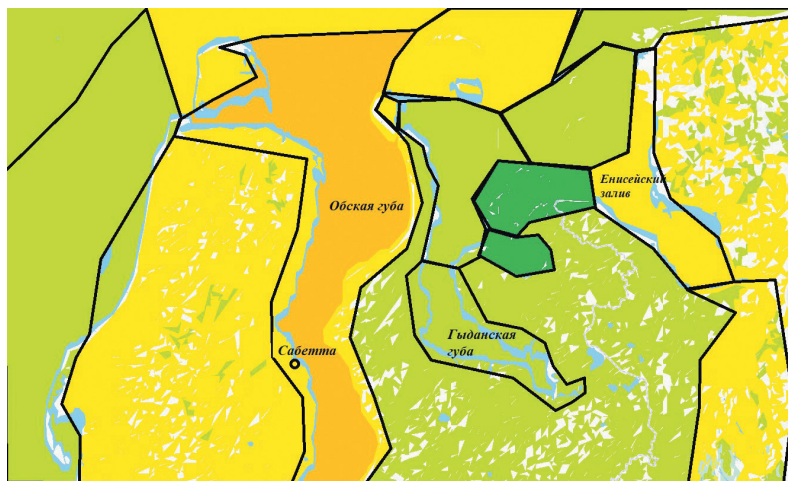 Обская губа
Енисейский
залив
Гыданская
губа
Сабетта